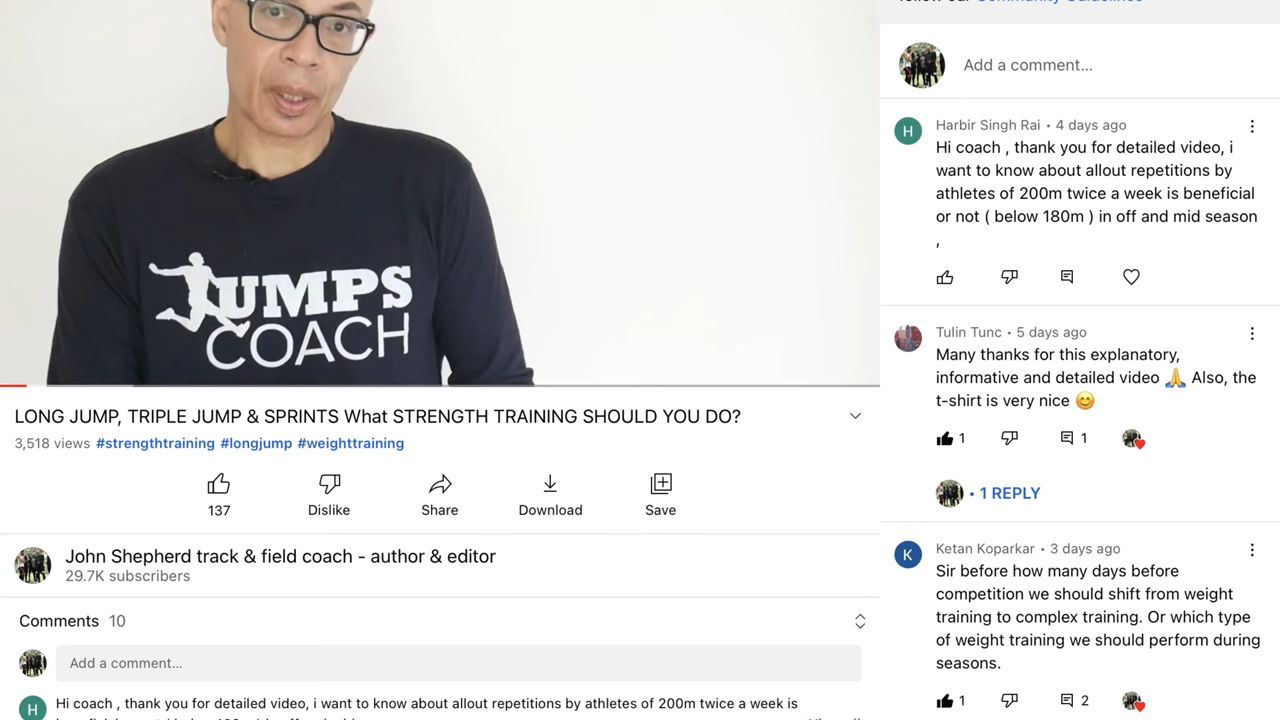 JUMPS
COACH
LONG JUMP, TRIPLE JUMP & SPRINTS What STRENGTH TRAINING SHOULD YOU DO?
3,518 views #strengthtraining #longjump #weighttraining
137
Dislike
Share
Download
Save
John Shepherd track & field coach - author & editor
29.7K subscribers
Comments 10
Add a comment...
H
Hi coach , thank you for detailed video, i want to know about allout repetitions by athletes of 200m twice a week is
Community Guidelines
Add a comment...
H
Harbir Singh Rai • 4 days ago
Hi coach , thank you for detailed video, i
want to know about allout repetitions by
athletes of 200m twice a week is beneficial
or not ( below 180m ) in off and mid season
,
Tulin Tunc • 5 days ago
Many thanks for this explanatory,
informative and detailed video 🙏 Also, the
t-shirt is very nice 😊
1
1
• 1 REPLY
K
Ketan Koparkar • 3 days ago
Sir before how many days before
competition we should shift from weight
training to complex training. Or which type
of weight training we should perform during
seasons.
1
2